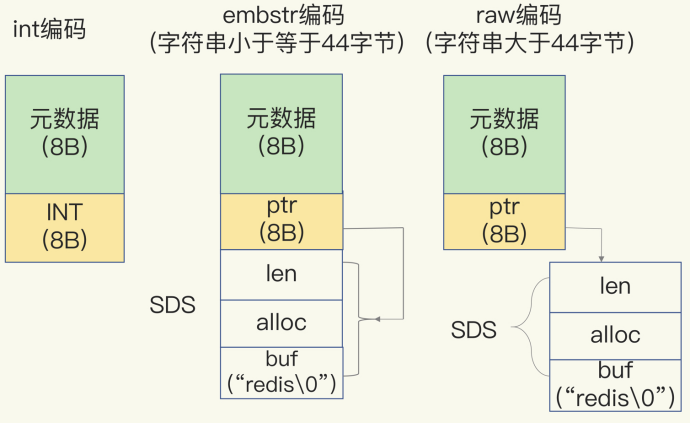 int编码
元数据
(8B)
INT
(8B)
embstr编码
(字符串小于等于44字节)
元数据
(8B)
ptr
(8B)
SDS
len
alloc
buf
(“redis\0”)
raw编码
(字符串大于44字节)
元数据
(8B)
ptr
(8B)
SDS
len
alloc
buf
(“redis\0”)